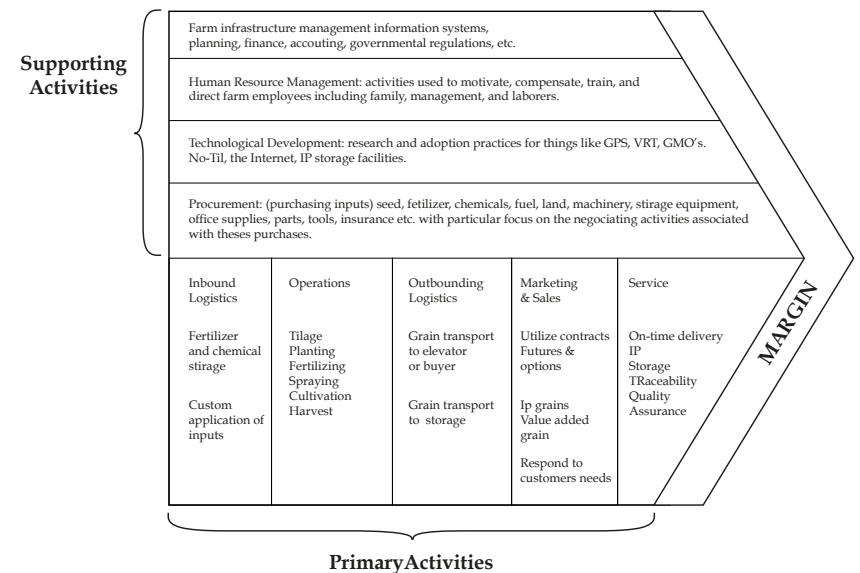 Supporting
Activities
Farm infrastructure management information systems,
planning, finance, accouting, governmental regulations, etc.
Human Resource Management: activities used to motivate, compensate, train, and
direct farm employees including family, management, and laborers.
Technological Development: research and adoption practices for things like GPS, VRT, GMO's.
No-Til, the Internet, IP storage facilities.
Procurement: (purchasing inputs) seed, fetilizer, chemicals, fuel, land, machinery, stirage equipment,
office supplies, parts, tools, insurance etc. with particular focus on the negociating activities associated
with theses purchases.
Inbound
Logistics
Fertilizer
and chemical
stirage
Custom
application of
inputs
Operations
Tilage
Planting
Fertilizing
Spraying
Cultivation
Harvest
Outbounding
Logistics
Grain transport
to elevator
or buyer
Grain transport
to storage
Marketing
& Sales
Utilize contracts
Futures &
options
Ip grains
Value added
grain
Respond to
customers needs
Service
On-time delivery
IP
Storage
TRaceability
Quality
Assurance
MARGIN
PrimaryActivities